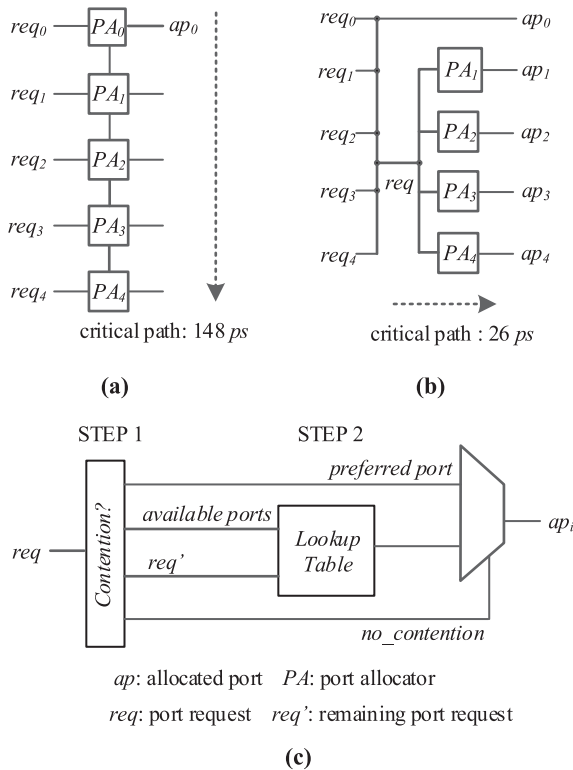 req0 PA0 ap0
req1 PA1
req2 PA2
req3 PA3
req4 PA4
critical path: 148 ps
(a)
req0 ap0
req1 PA1 ap1
req2 PA2 ap2
req3 req PA3 ap3
req4 PA4 ap4
critical path : 26 ps
(b)
STEP 1 STEP 2
preferred port
available ports
req Contention? Lookup Table api
req’
no_contention
ap: allocated port PA: port allocator
req: port request req’: remaining port request
(c)